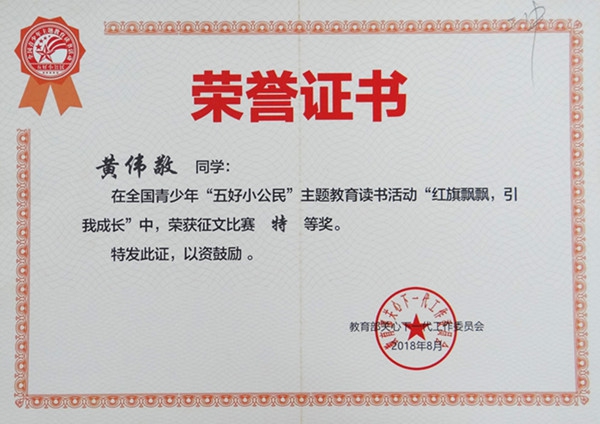 荣誉证书
黄伟敬 同学：
在全国青少年“五好小公民”主题教育读书活动“红旗飘飘，引
我成长”中，荣获征文比赛 特 等奖。
特发此证，以资鼓励。
教育部关心下一代工作委员会
2018年8月